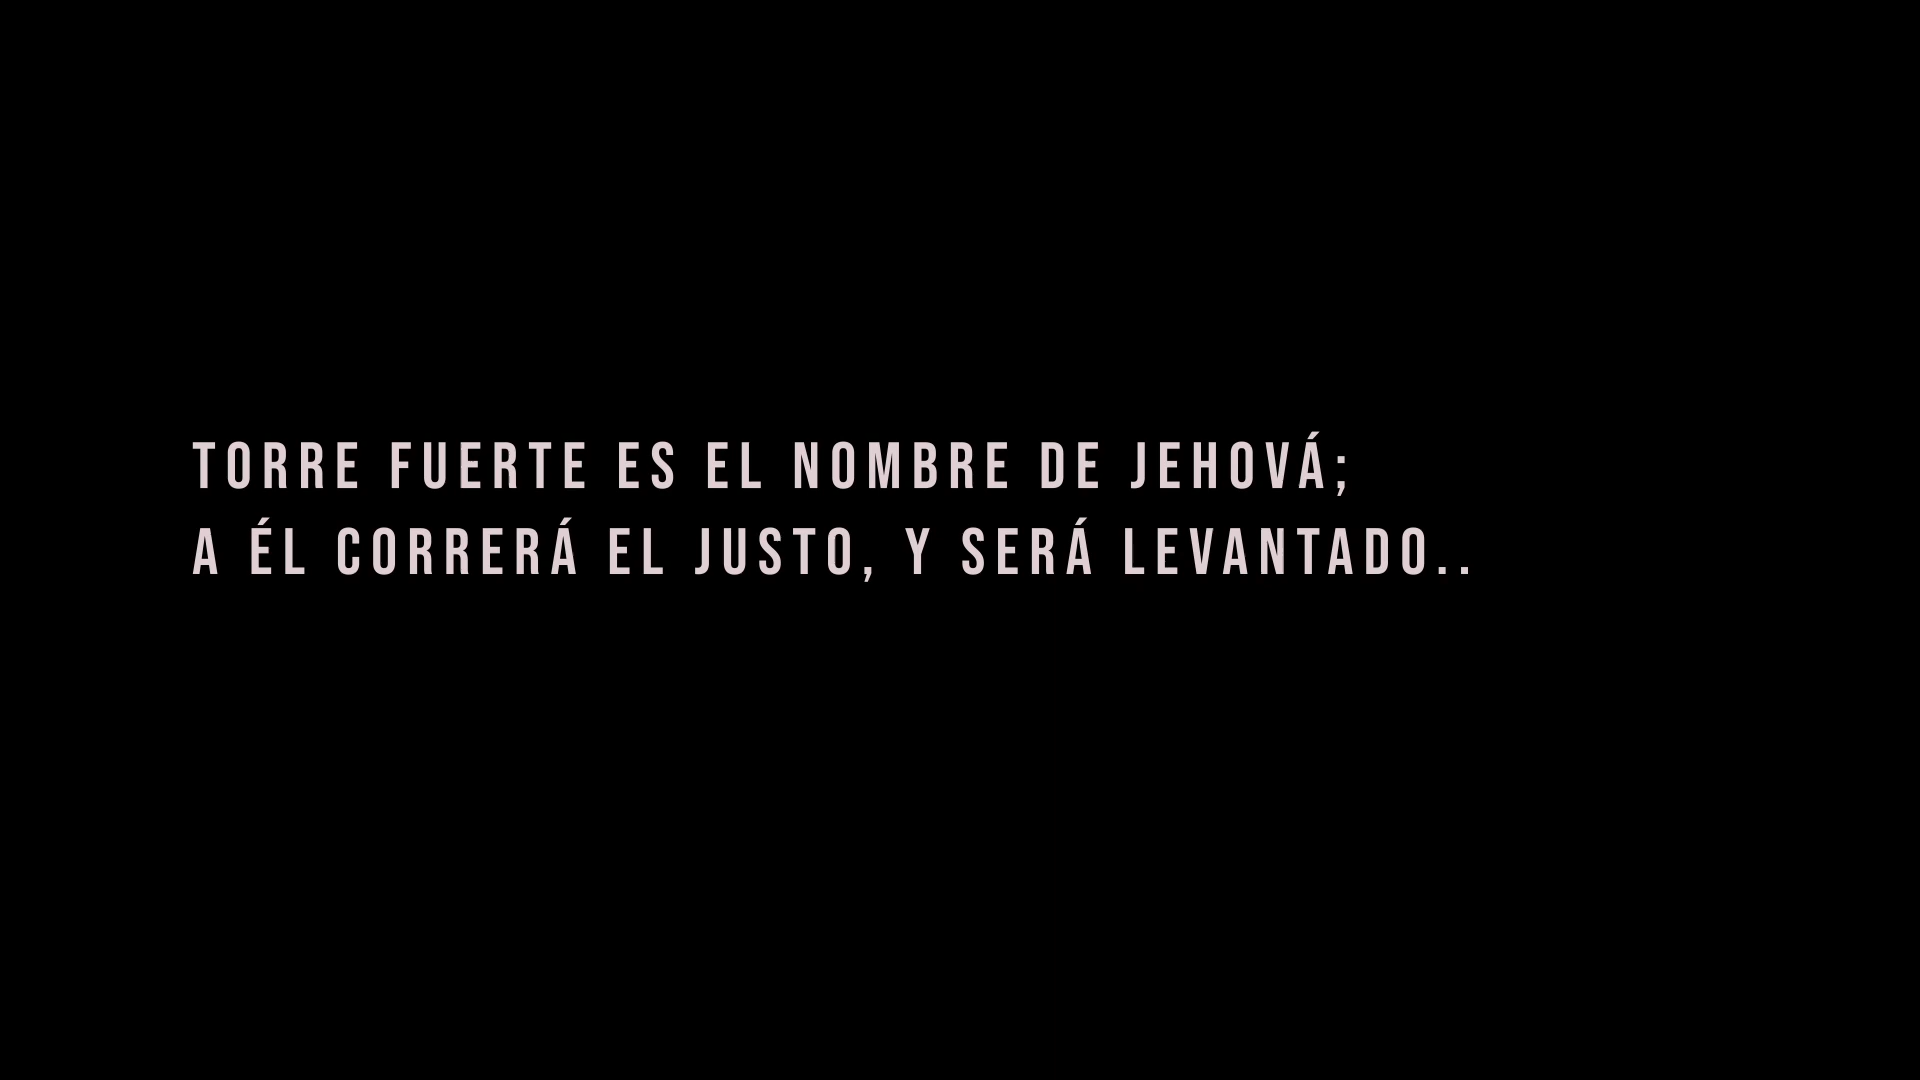 TORRE FUERTE ES EL NOMBRE DE JEHOVÁ;
A ÉL CORRERÁ EL JUSTO, Y SERÁ LEVANTADO..